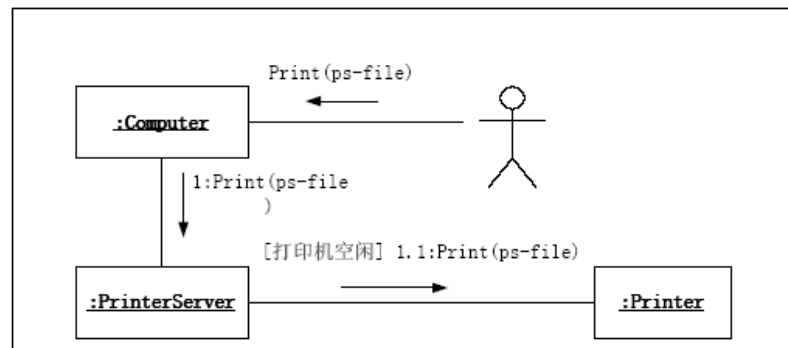 Print(ps-file)
:Computer
1:Print(ps-file
)
[打印机空闲] 1.1:Print(ps-file)
:PrinterServer
:Printer